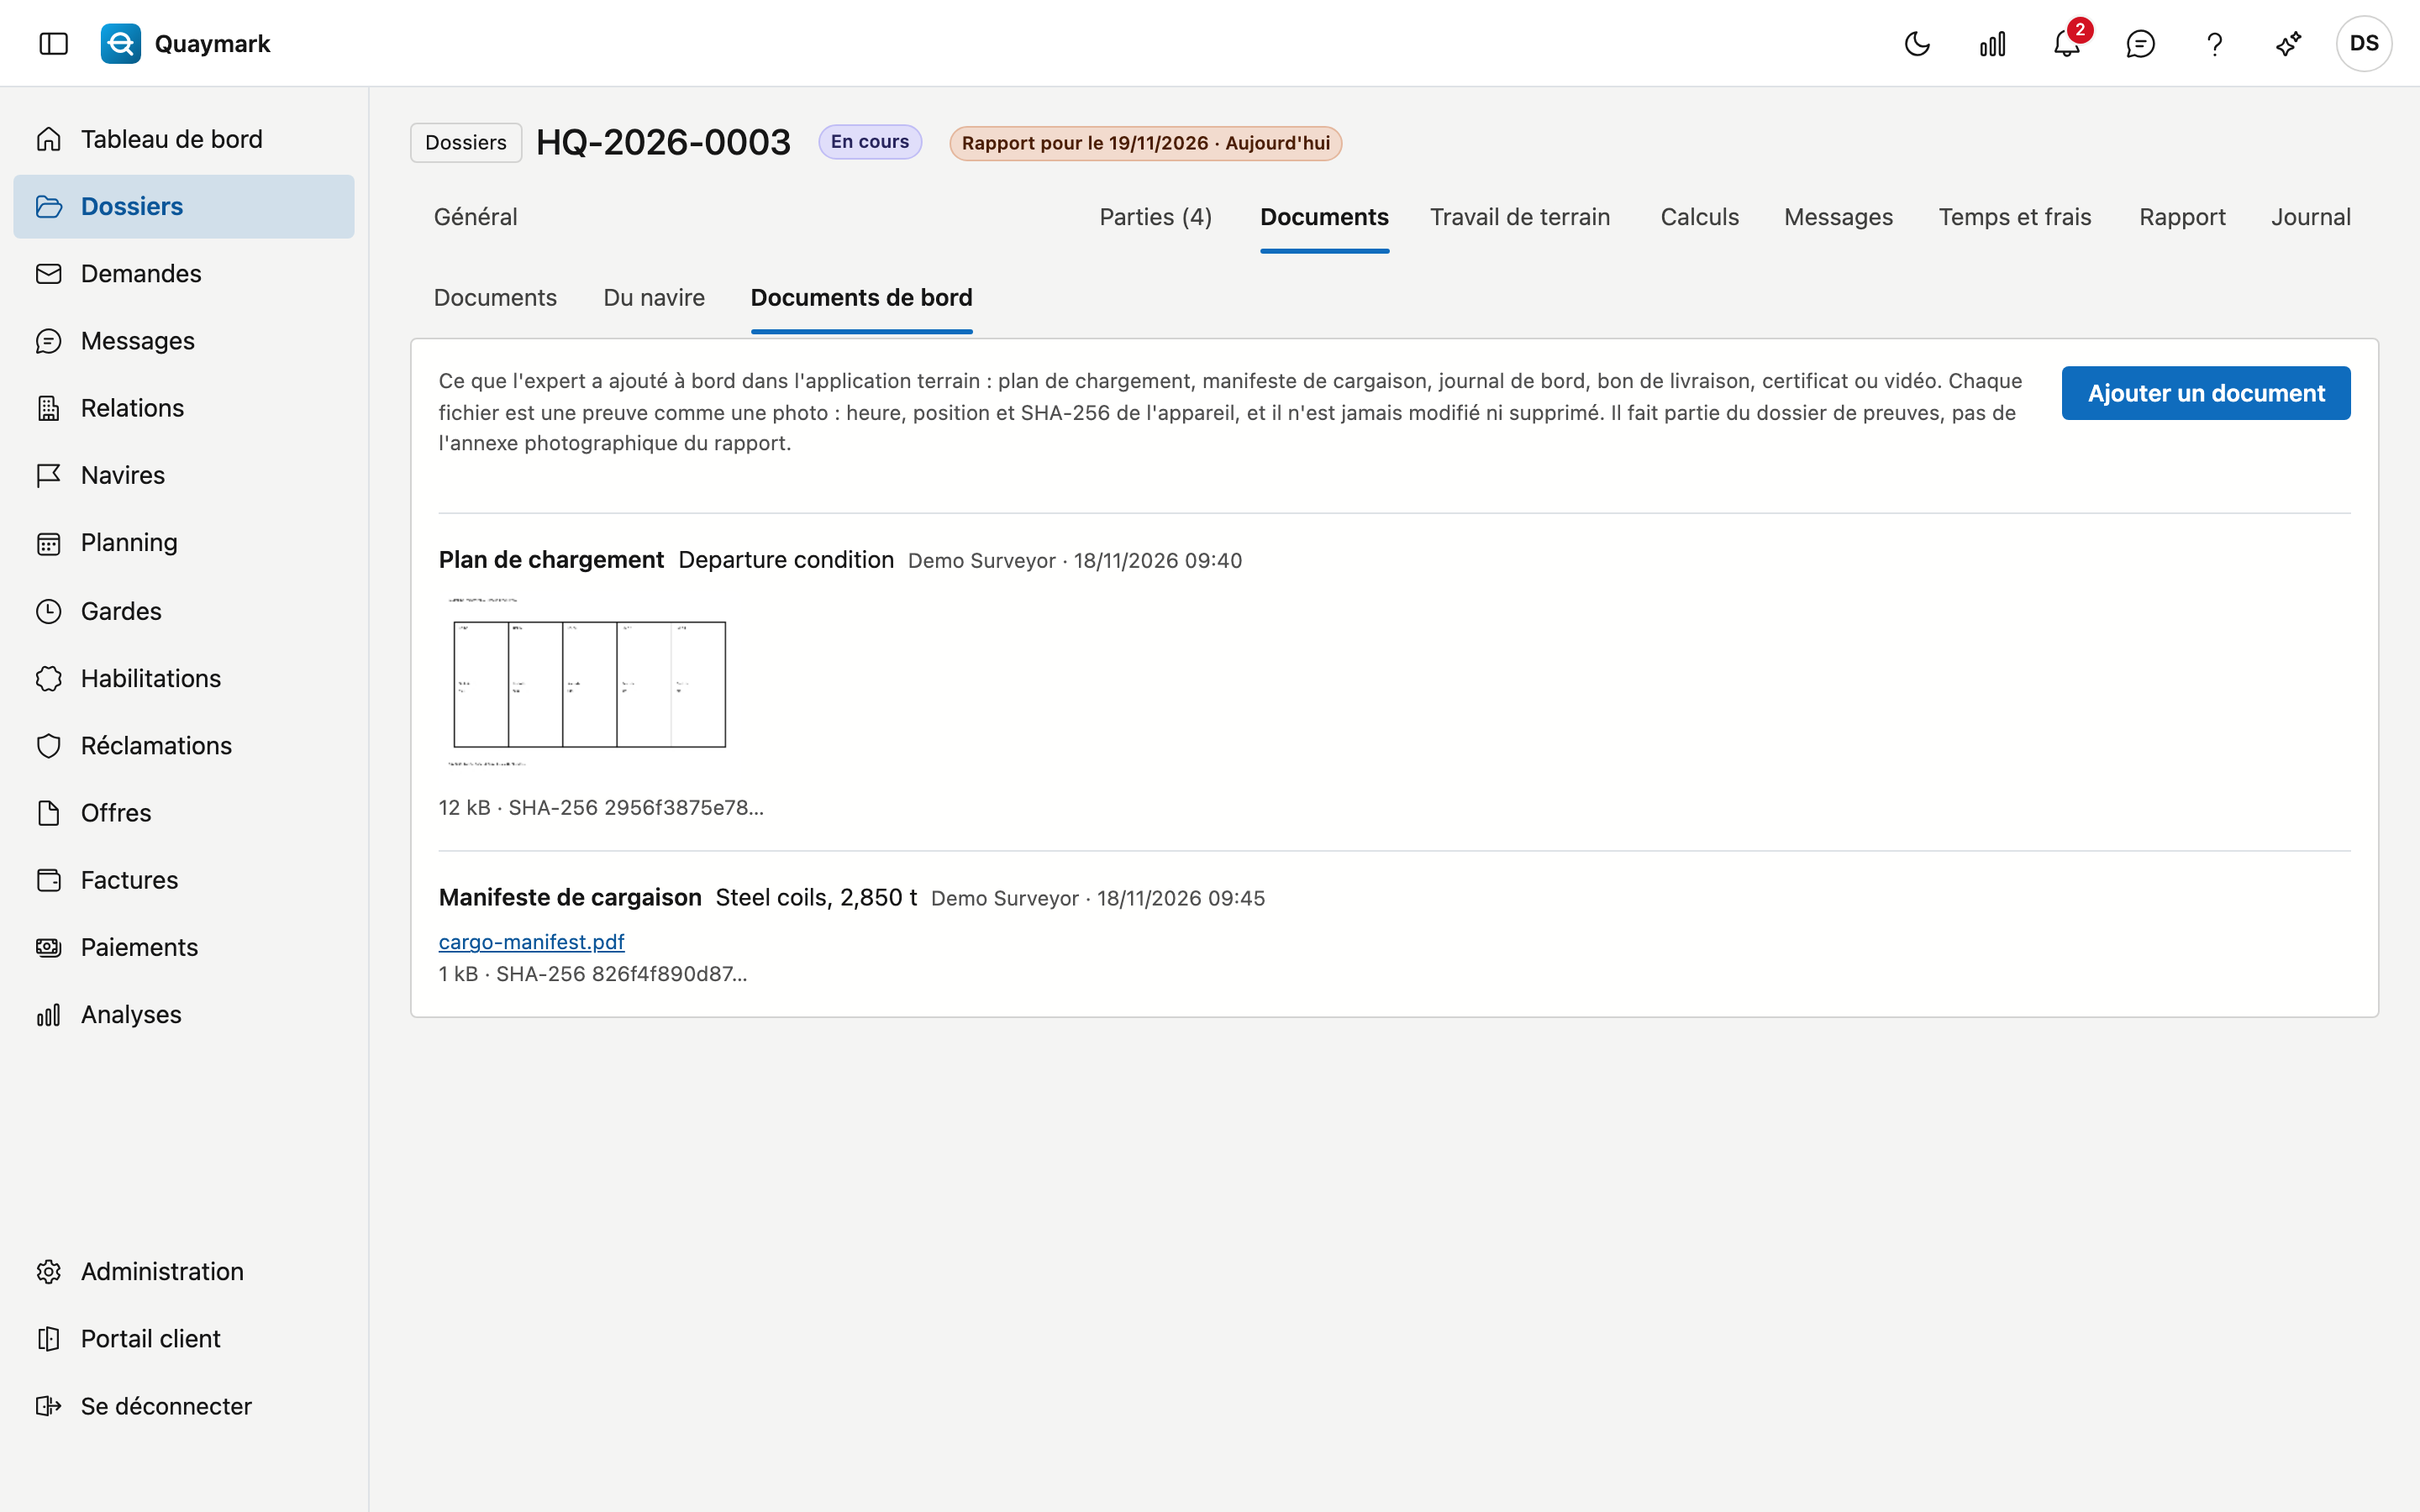 Quaymark
2
DS
Tableau de bord
Dossiers
Demandes
Messages
Relations
Navires
Planning
Gardes
Habilitations
Réclamations
Offres
Factures
Paiements
Analyses
Administration
Portail client
Se déconnecter
Dossiers HQ-2026-0003 En cours Rapport pour le 19/11/2026 · Aujourd'hui
Général Parties (4) Documents Travail de terrain Calculs Messages Temps et frais Rapport Journal
Documents Du navire Documents de bord
Ce que l'expert a ajouté à bord dans l'application terrain : plan de chargement, manifeste de cargaison, journal de bord, bon de livraison, certificat ou vidéo. Chaque
fichier est une preuve comme une photo : heure, position et SHA-256 de l'appareil, et il n'est jamais modifié ni supprimé. Il fait partie du dossier de preuves, pas de
l'annexe photographique du rapport.
Ajouter un document
Plan de chargement Departure condition Demo Surveyor · 18/11/2026 09:40
12 kB · SHA-256 2956f3875e78...
Manifeste de cargaison Steel coils, 2,850 t Demo Surveyor · 18/11/2026 09:45
cargo-manifest.pdf
1 kB · SHA-256 826f4f890d87...